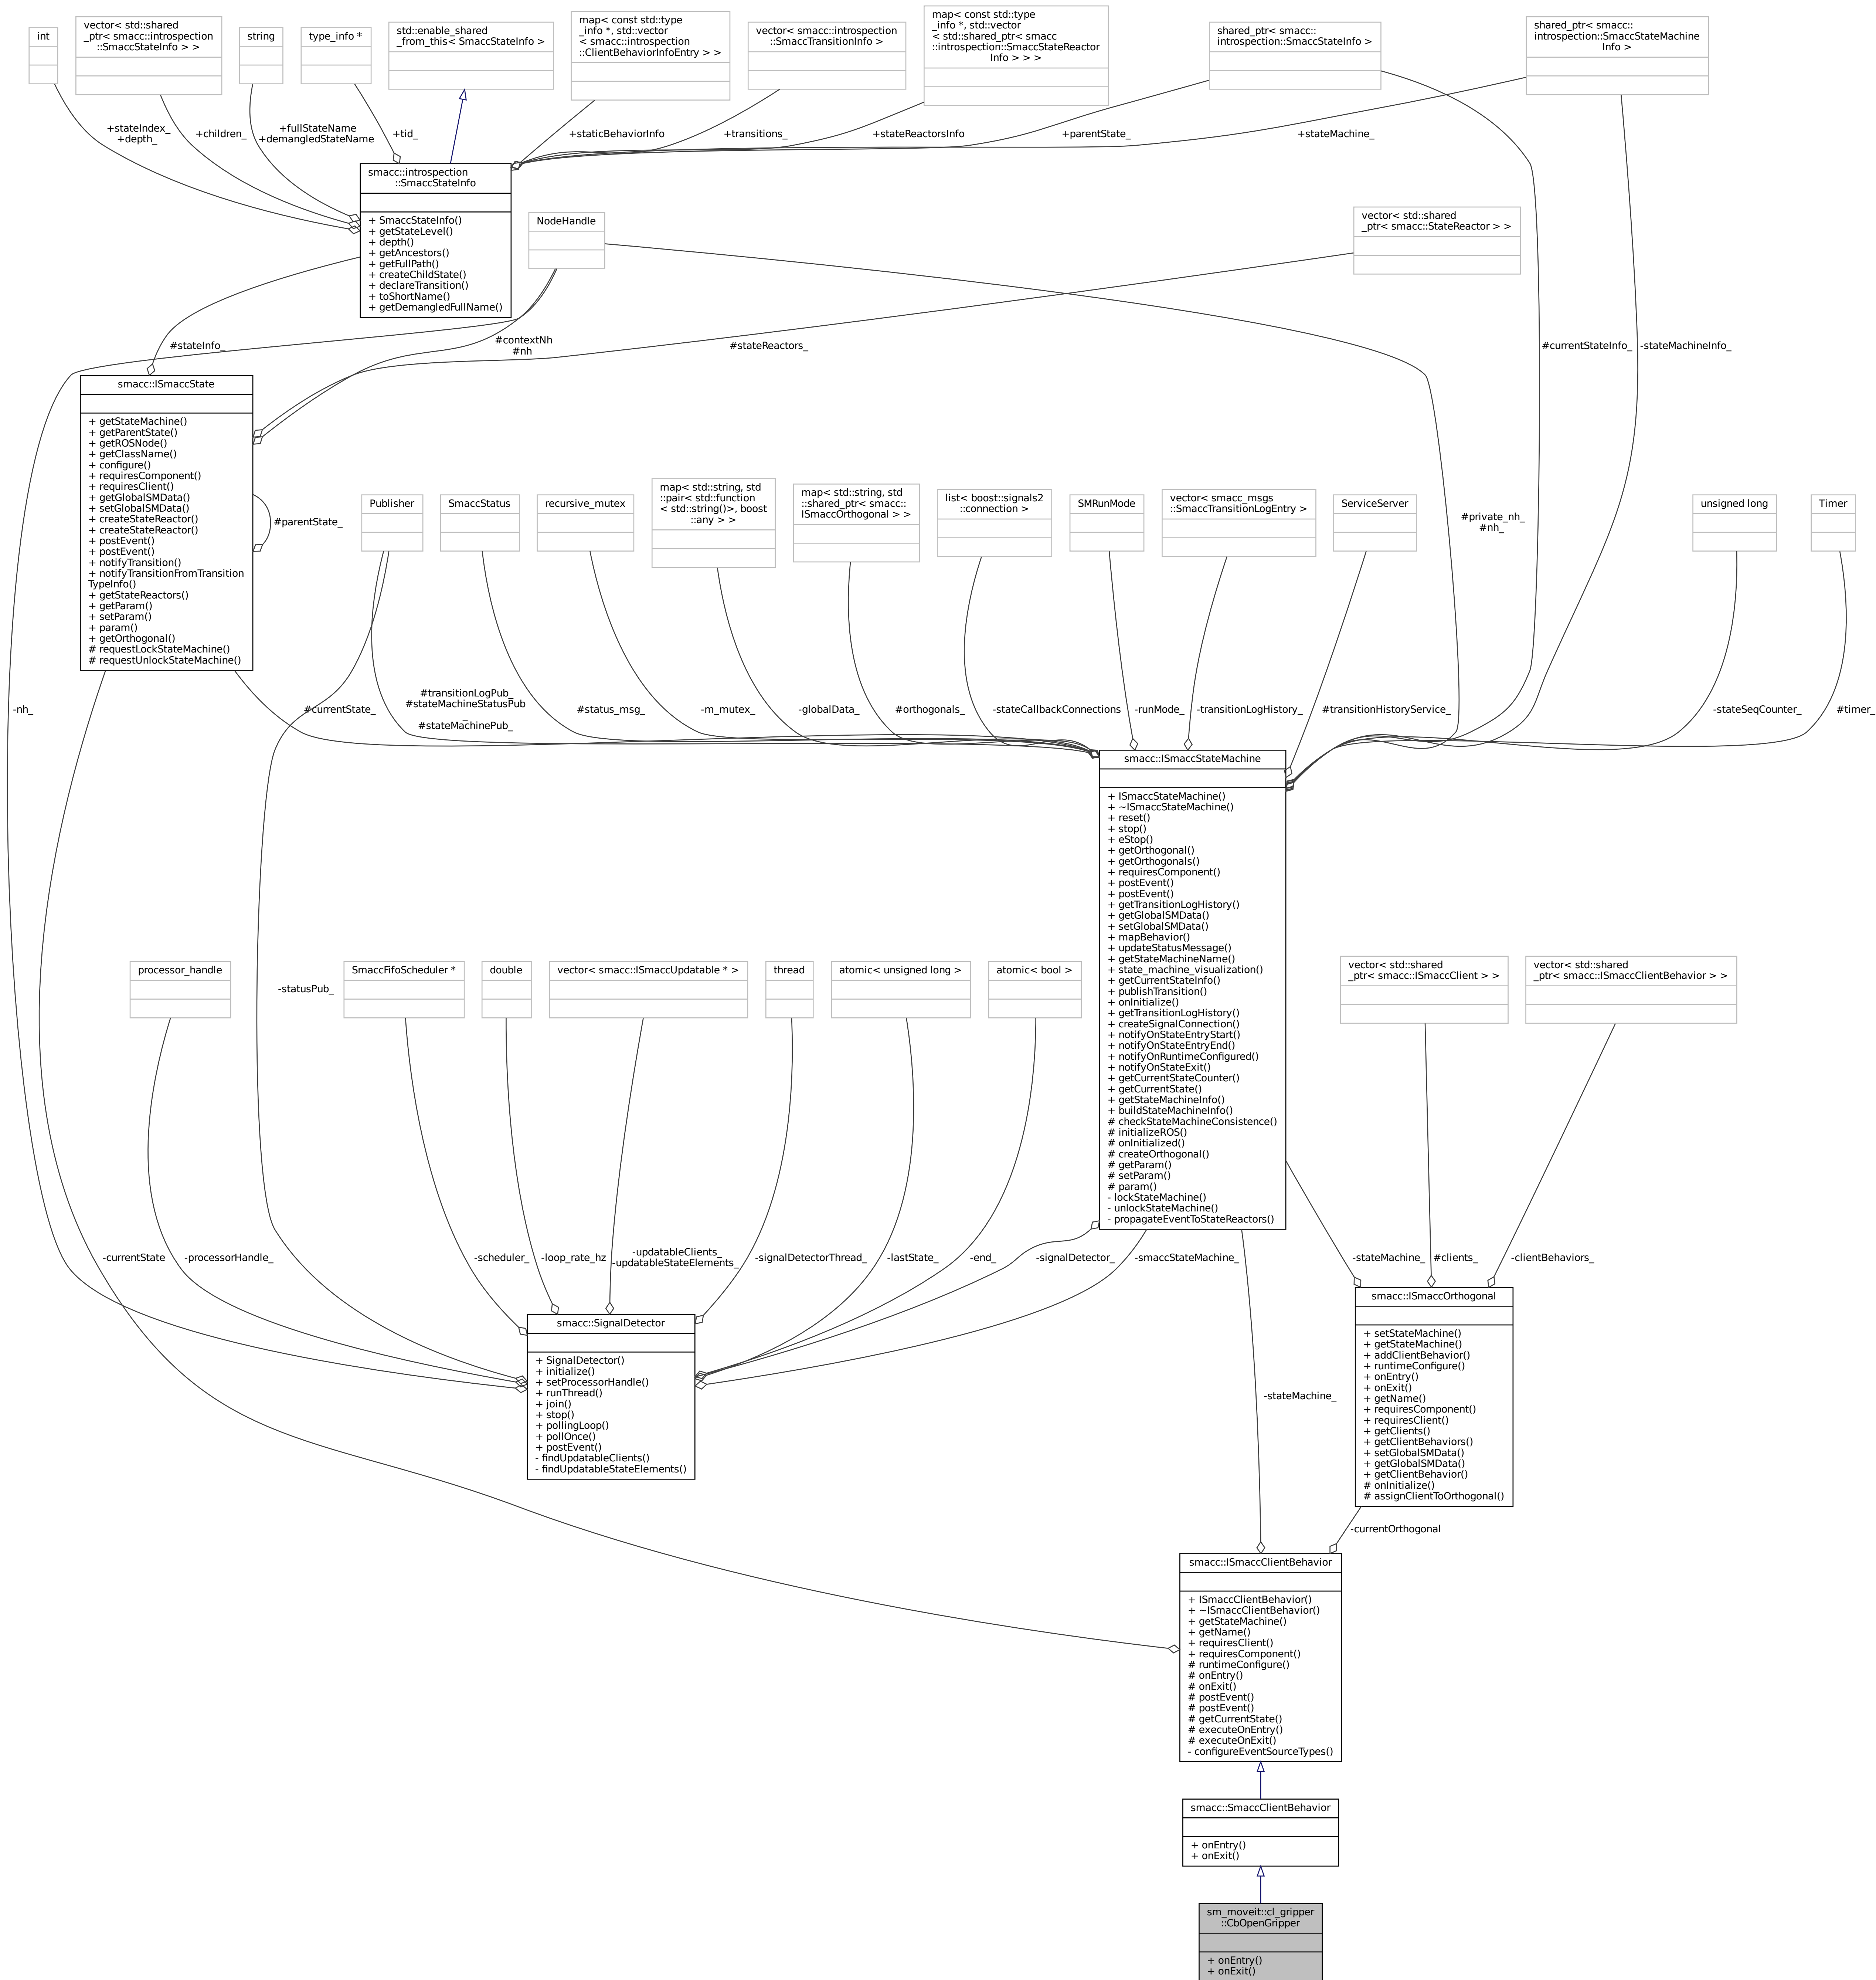 int
vector< std::shared
_ptr< smacc::introspection
::SmaccStateInfo > >
string
type_info *
std::enable_shared
_from_this< SmaccStateInfo >
map< const std::type
_info *, std::vector
< smacc::introspection
::ClientBehaviorInfoEntry > >
vector< smacc::introspection
::SmaccTransitionInfo >
map< const std::type
_info *, std::vector
< std::shared_ptr< smacc
::introspection::SmaccStateReactor
Info > > >
shared_ptr< smacc::
introspection::SmaccStateInfo >
shared_ptr< smacc::
introspection::SmaccStateMachine
Info >
+stateIndex_
+depth_
+children_
+fullStateName
+demangledStateName
+tid_
+staticBehaviorInfo
+transitions_
+stateReactorsInfo
+parentState_
+stateMachine_
smacc::introspection
::SmaccStateInfo
+ SmaccStateInfo()
+ getStateLevel()
+ depth()
+ getAncestors()
+ getFullPath()
+ createChildState()
+ declareTransition()
+ toShortName()
+ getDemangledFullName()
NodeHandle
vector< std::shared
_ptr< smacc::StateReactor > >
#stateInfo_
#contextNh
#nh
#stateReactors_
#currentStateInfo_
-stateMachineInfo_
smacc::ISmaccState
+ getStateMachine()
+ getParentState()
+ getROSNode()
+ getClassName()
+ configure()
+ requiresComponent()
+ requiresClient()
+ getGlobalSMData()
+ setGlobalSMData()
+ createStateReactor()
+ createStateReactor()
+ postEvent()
+ postEvent()
+ notifyTransition()
+ notifyTransitionFromTransition
TypeInfo()
+ getStateReactors()
+ getParam()
+ setParam()
+ param()
+ getOrthogonal()
# requestLockStateMachine()
# requestUnlockStateMachine()
#parentState_
Publisher
SmaccStatus
recursive_mutex
map< std::string, std
::pair< std::function
< std::string()>, boost
::any > >
map< std::string, std
::shared_ptr< smacc::
ISmaccOrthogonal > >
list< boost::signals2
::connection >
SMRunMode
vector< smacc_msgs
::SmaccTransitionLogEntry >
ServiceServer
#private_nh_
#nh_
unsigned long
Timer
-nh_
#currentState_
#transitionLogPub_
#stateMachineStatusPub
_
#stateMachinePub_
#status_msg_
-m_mutex_
-globalData_
#orthogonals_
-stateCallbackConnections
-runMode_
-transitionLogHistory_
#transitionHistoryService_
-stateSeqCounter_
#timer_
smacc::ISmaccStateMachine
+ ISmaccStateMachine()
+ ~ISmaccStateMachine()
+ reset()
+ stop()
+ eStop()
+ getOrthogonal()
+ getOrthogonals()
+ requiresComponent()
+ postEvent()
+ postEvent()
+ getTransitionLogHistory()
+ getGlobalSMData()
+ setGlobalSMData()
+ mapBehavior()
+ updateStatusMessage()
+ getStateMachineName()
+ state_machine_visualization()
+ getCurrentStateInfo()
+ publishTransition()
+ onInitialize()
+ getTransitionLogHistory()
+ createSignalConnection()
+ notifyOnStateEntryStart()
+ notifyOnStateEntryEnd()
+ notifyOnRuntimeConfigured()
+ notifyOnStateExit()
+ getCurrentStateCounter()
+ getCurrentState()
+ getStateMachineInfo()
+ buildStateMachineInfo()
# checkStateMachineConsistence()
# initializeROS()
# onInitialized()
# createOrthogonal()
# getParam()
# setParam()
# param()
- lockStateMachine()
- unlockStateMachine()
- propagateEventToStateReactors()
processor_handle
-statusPub_
SmaccFifoScheduler *
double
vector< smacc::ISmaccUpdatable * >
thread
atomic< unsigned long >
atomic< bool >
vector< std::shared
_ptr< smacc::ISmaccClient > >
vector< std::shared
_ptr< smacc::ISmaccClientBehavior > >
-currentState
-processorHandle_
-scheduler_
-loop_rate_hz
-updatableClients_
-updatableStateElements_
-signalDetectorThread_
-lastState_
-end_
-signalDetector_
-smaccStateMachine_
-stateMachine_
#clients_
-clientBehaviors_
smacc::SignalDetector
+ SignalDetector()
+ initialize()
+ setProcessorHandle()
+ runThread()
+ join()
+ stop()
+ pollingLoop()
+ pollOnce()
+ postEvent()
- findUpdatableClients()
- findUpdatableStateElements()
-stateMachine_
smacc::ISmaccOrthogonal
+ setStateMachine()
+ getStateMachine()
+ addClientBehavior()
+ runtimeConfigure()
+ onEntry()
+ onExit()
+ getName()
+ requiresComponent()
+ requiresClient()
+ getClients()
+ getClientBehaviors()
+ setGlobalSMData()
+ getGlobalSMData()
+ getClientBehavior()
# onInitialize()
# assignClientToOrthogonal()
-currentOrthogonal
smacc::ISmaccClientBehavior
+ ISmaccClientBehavior()
+ ~ISmaccClientBehavior()
+ getStateMachine()
+ getName()
+ requiresClient()
+ requiresComponent()
# runtimeConfigure()
# onEntry()
# onExit()
# postEvent()
# postEvent()
# getCurrentState()
# executeOnEntry()
# executeOnExit()
- configureEventSourceTypes()
smacc::SmaccClientBehavior
+ onEntry()
+ onExit()
sm_moveit::cl_gripper
::CbOpenGripper
+ onEntry()
+ onExit()